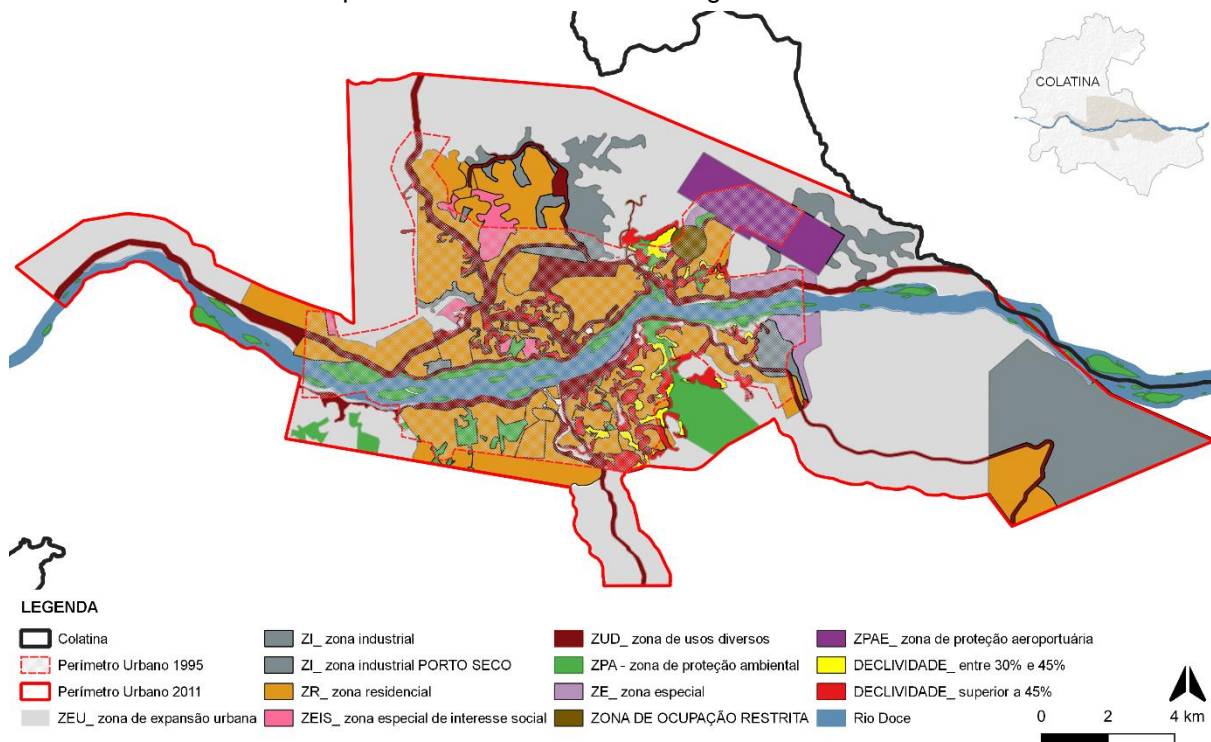 COLATINA
LEGENDA
Colatina
Perímetro Urbano 1995
Perímetro Urbano 2011
ZEU_ zona de expansão urbana
ZI_ zona industrial
ZI_ zona industrial PORTO SECO
ZR_ zona residencial
ZEIS_ zona especial de interesse social
ZUD_ zona de usos diversos
ZPA - zona de proteção ambiental
ZE_ zona especial
ZONA DE OCUPAÇÃO RESTRITA
ZPAE_ zona de proteção aeroportuária
DECLIVIDADE_ entre 30% e 45%
DECLIVIDADE_ superior a 45%
Rio Doce
0 2 4 km